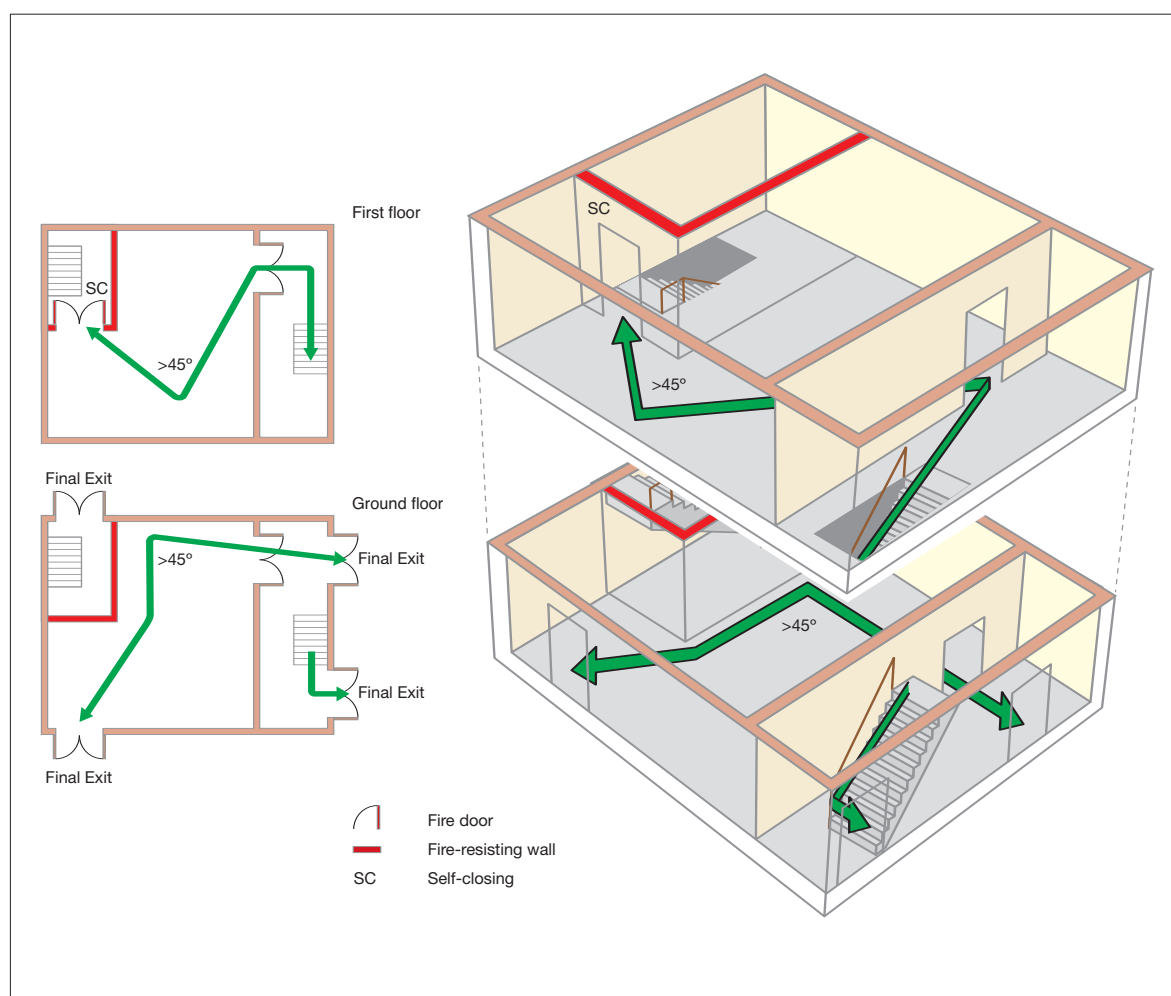 First floor
SC
>45º
Final Exit
Ground floor
>45º
Final Exit
Final Exit
Final Exit
SC
>45º
>45º
Fire door
Fire-resisting wall
SC
Self-closing